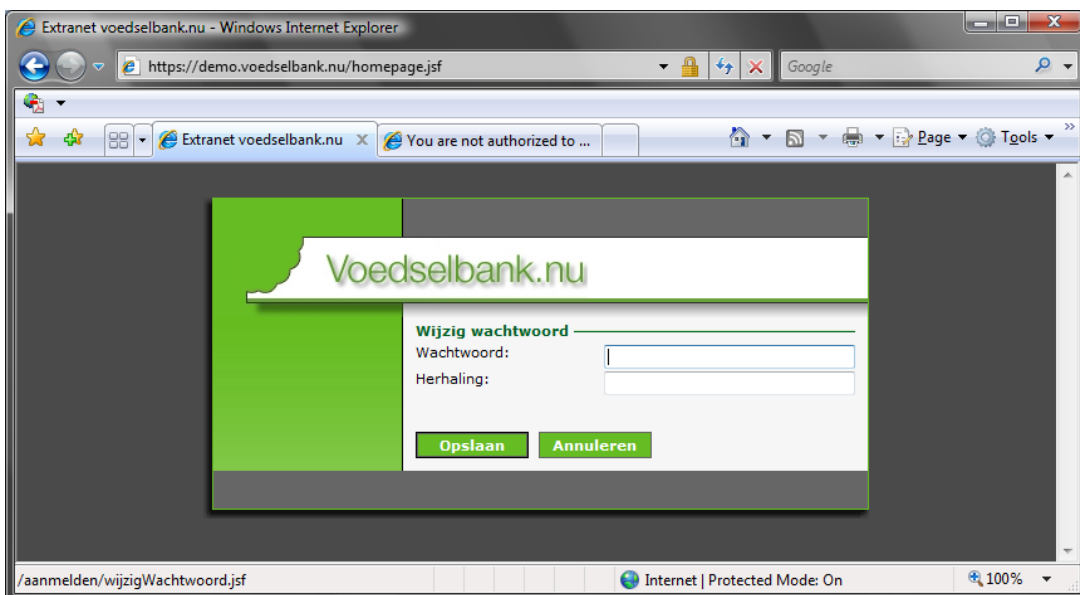 Extranet voedselbank.nu - Windows Internet Explorer
https://demo.voedselbank.nu/homepage.jsf
Google
Extranet voedselbank.nu
You are not authorized to ...
Page
Tools
Voedselbank.nu
Wijzig wachtwoord
Wachtwoord:
Herhaling:
Opslaan Annuleren
/aanmelden/wijzigWachtwoord.jsf
Internet | Protected Mode: On
100%